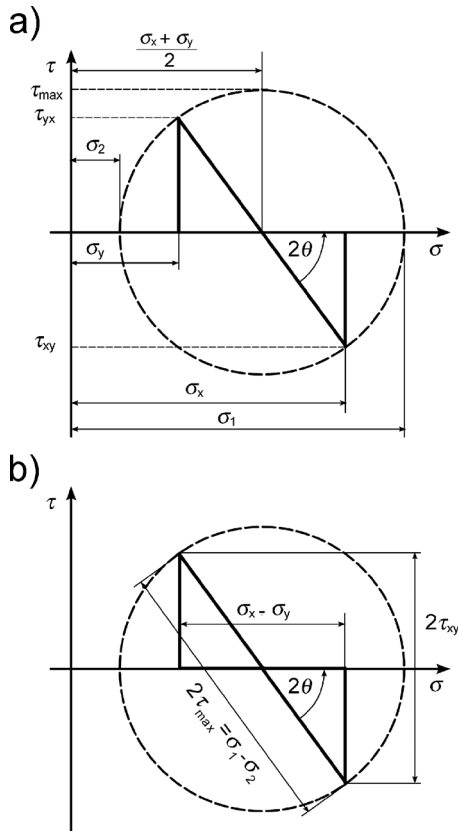 a)
σx + σy
2
τ
τmax
τyx
σ2
2θ
σ
σy
τxy
σx
σ1
b)
τ
σx - σy
2τxy
2θ
σ
2τmax = σ1-σ2